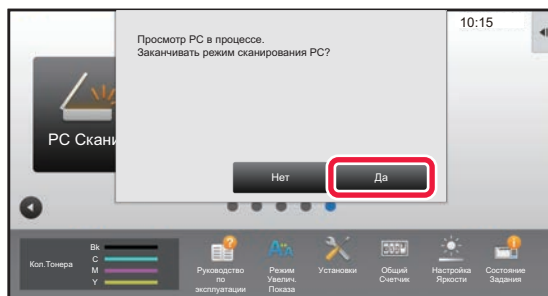 10:15
Просмотр PC в процессе.
Заканчивать режим сканирования PC?
PC Скани
Нет
Да
Кол.Тонера
Bk
C
M
Y
Руководство
по
эксплуатации
Режим
Увелич.
Показа
Установки
Общий
Счетчик
Настройка
Яркости
Состояние
Задания